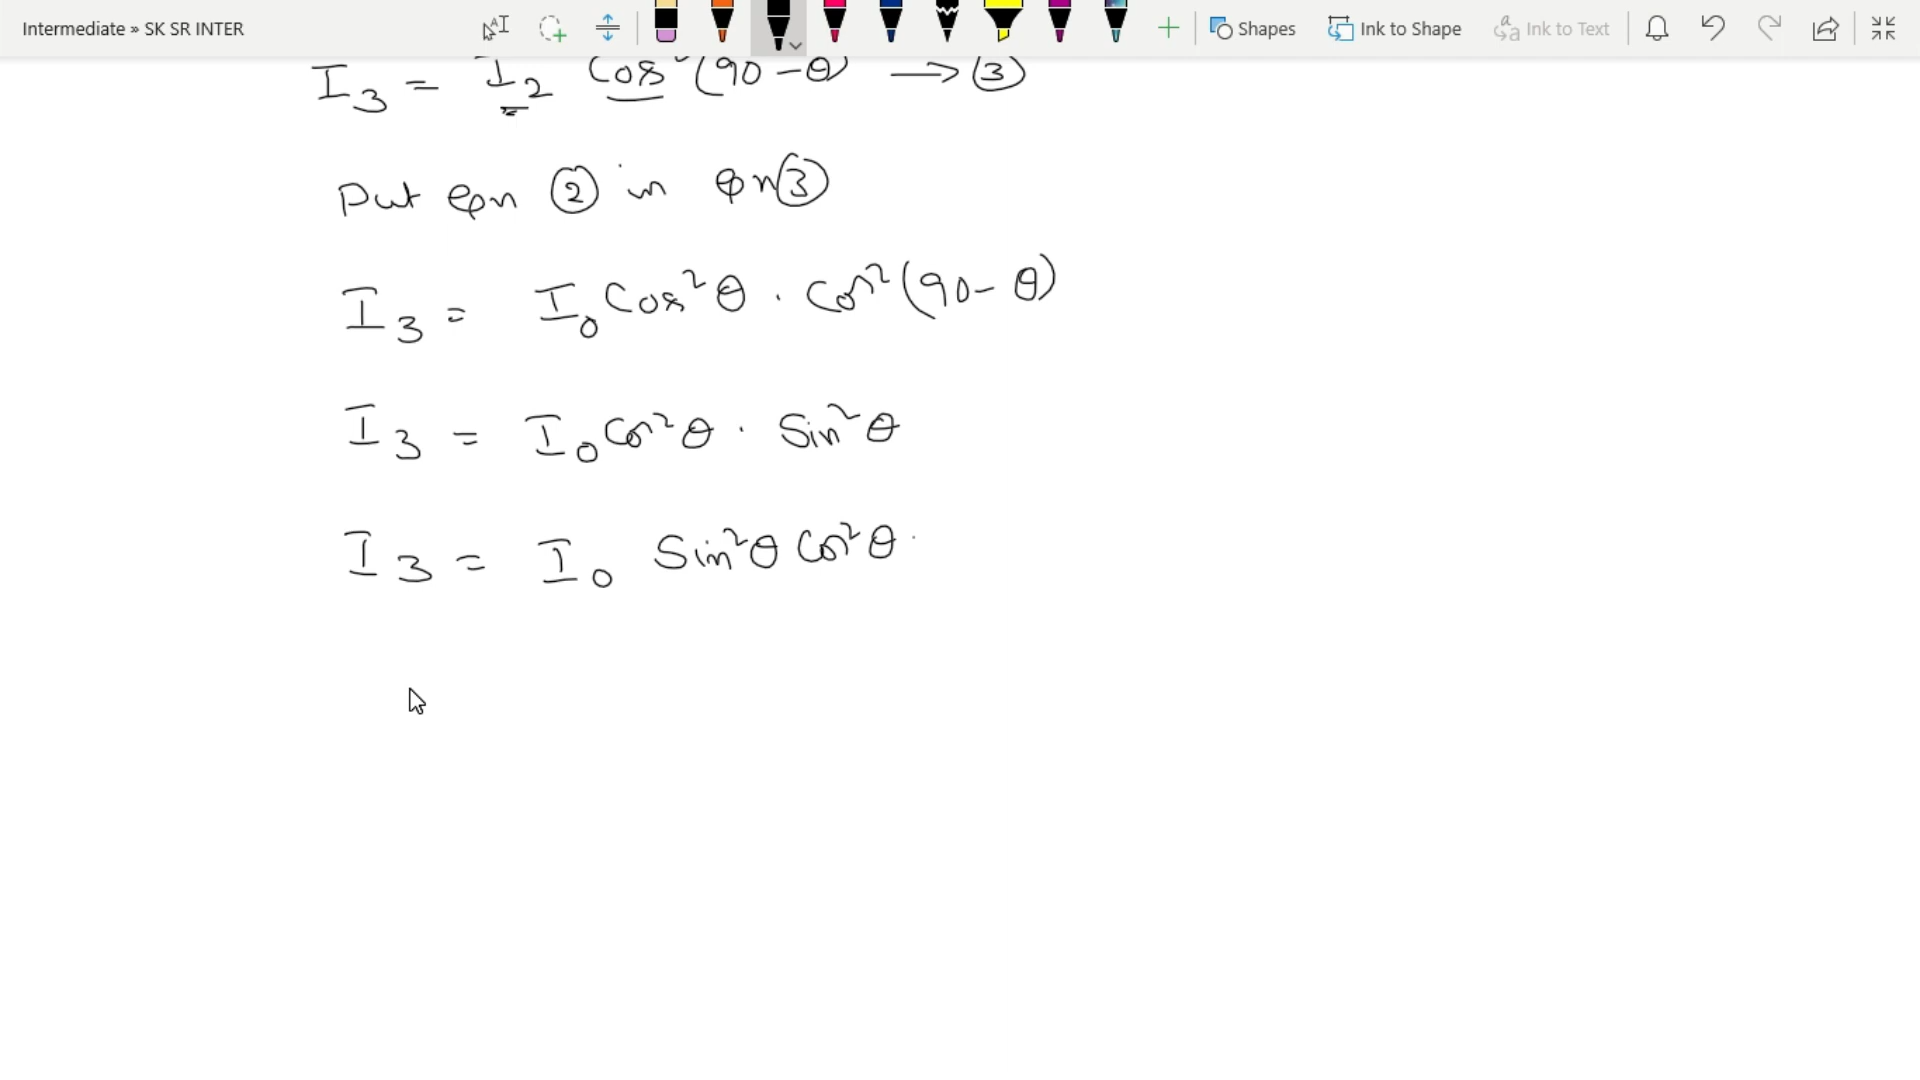 Intermediate » SK SR INTER
Shapes Ink to Shape Ink to Text
I₃ = I₂ Cos²(90-θ) → (3)
Put eqn ② in eqn ③
I₃ = I₀ Cos²θ . Cos²(90-θ)
I₃ = I₀ Cos²θ . Sin²θ
I₃ = I₀ Sin²θ Cos²θ.